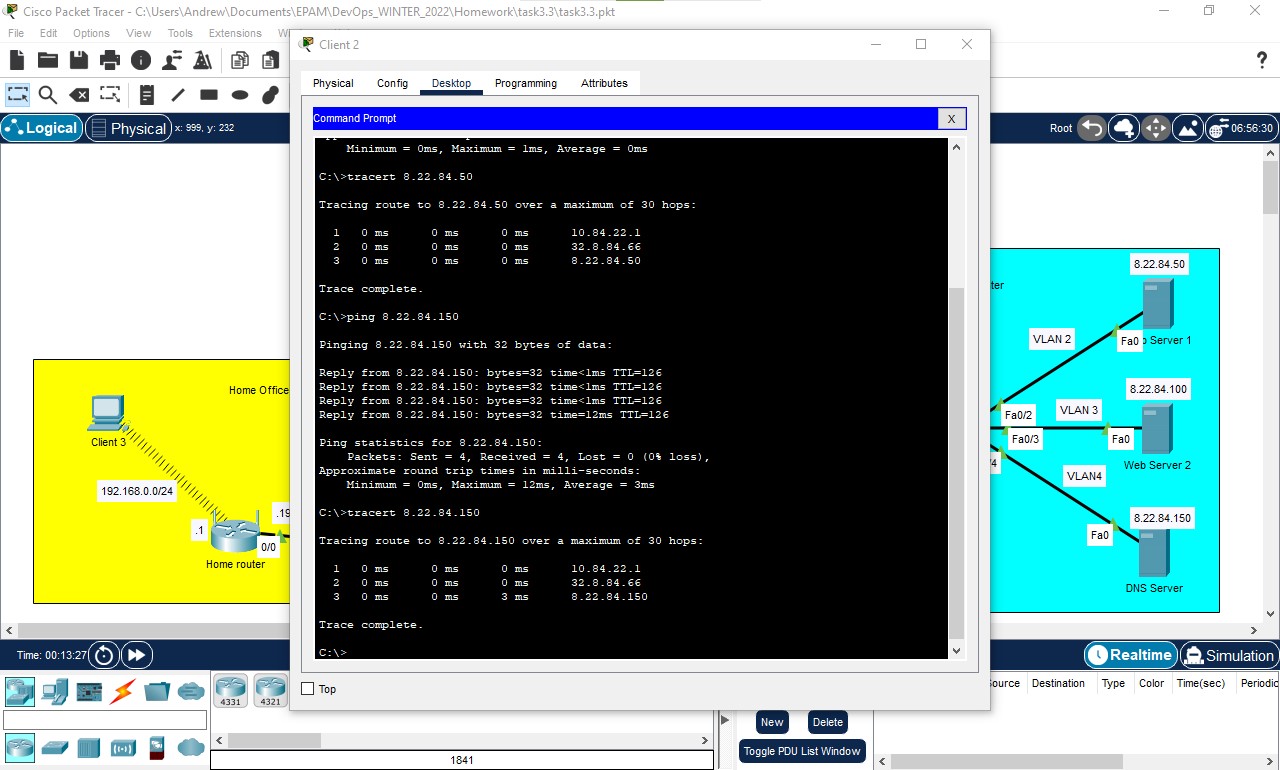 Cisco Packet Tracer - C:\Users\Andrew\Documents\EPAM\DevOps_WINTER_2022\Homework\task3.3\task3.3.pkt
File Edit Options View Tools Extensions
Client 2
Physical Config Desktop Programming Attributes
Logical
Physical
x: 999, y: 232
Root
06:56:30
Command Prompt
X
Minimum = 0ms, Maximum = 1ms, Average = 0ms
C:\>tracert 8.22.84.50
Tracing route to 8.22.84.50 over a maximum of 30 hops:
1 0 ms 0 ms 0 ms 10.84.22.1
2 0 ms 0 ms 0 ms 32.8.84.66
3 0 ms 0 ms 0 ms 8.22.84.50
Trace complete.
C:\>ping 8.22.84.150
Pinging 8.22.84.150 with 32 bytes of data:
Reply from 8.22.84.150: bytes=32 time<1ms TTL=126
Reply from 8.22.84.150: bytes=32 time<1ms TTL=126
Reply from 8.22.84.150: bytes=32 time<1ms TTL=126
Reply from 8.22.84.150: bytes=32 time=12ms TTL=126
Ping statistics for 8.22.84.150:
Packets: Sent = 4, Received = 4, Lost = 0 (0% loss),
Approximate round trip times in milli-seconds:
Minimum = 0ms, Maximum = 12ms, Average = 3ms
C:\>tracert 8.22.84.150
Tracing route to 8.22.84.150 over a maximum of 30 hops:
1 0 ms 0 ms 0 ms 10.84.22.1
2 0 ms 0 ms 0 ms 32.8.84.66
3 0 ms 0 ms 3 ms 8.22.84.150
Trace complete.
C:\>
Top
Home Office
Client 3
192.168.0.0/24
.1
.19
0/0
Home router
ter
8.22.84.50
VLAN 2
Fa0
Server 1
8.22.84.100
Fa0/2
VLAN 3
Fa0/3
Fa0
Web Server 2
/4
VLAN4
8.22.84.150
Fa0
DNS Server
Time: 00:13:27
Realtime
Simulation
4331
4321
1841
New
Delete
Toggle PDU List Window
ource Destination Type Color Time(sec) Periodic